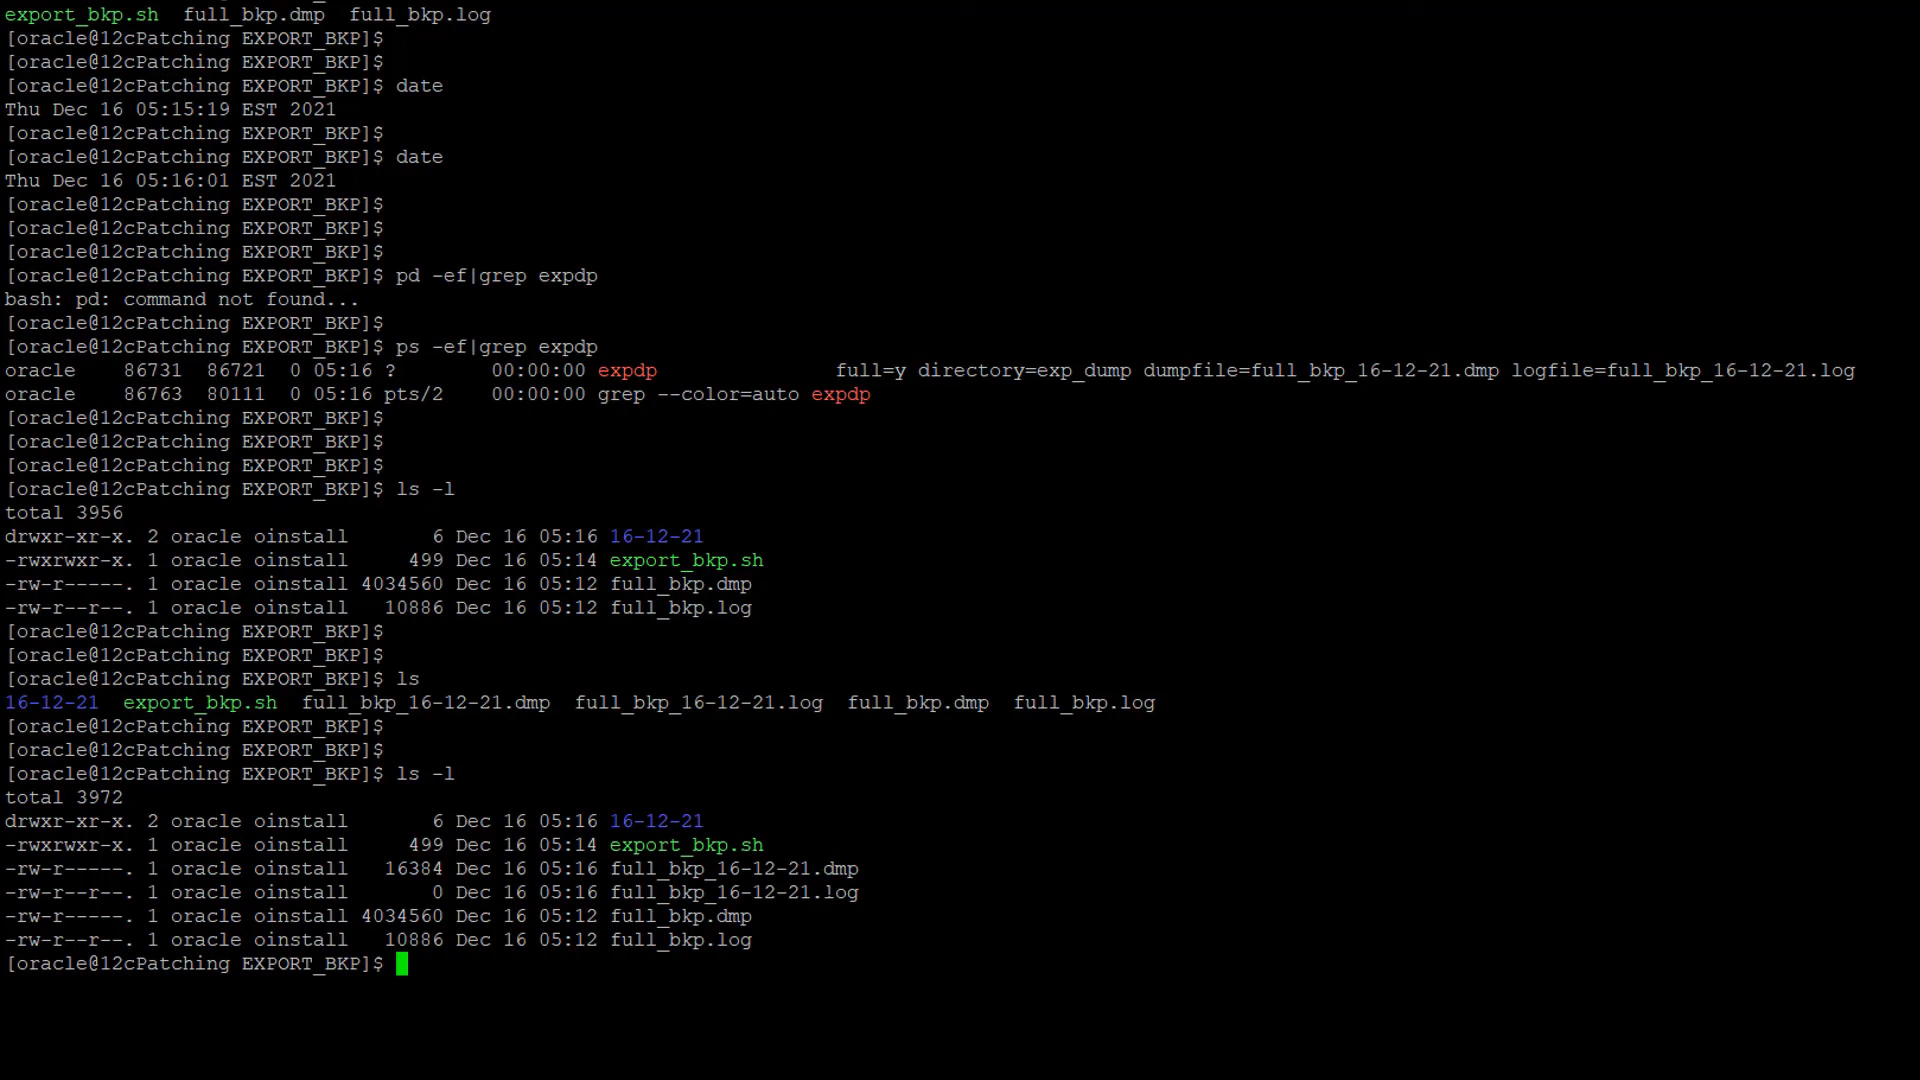 export_bkp.sh  full_bkp.dmp  full_bkp.log
[oracle@12cPatching EXPORT_BKP]$
[oracle@12cPatching EXPORT_BKP]$
[oracle@12cPatching EXPORT_BKP]$ date
Thu Dec 16 05:15:19 EST 2021
[oracle@12cPatching EXPORT_BKP]$
[oracle@12cPatching EXPORT_BKP]$ date
Thu Dec 16 05:16:01 EST 2021
[oracle@12cPatching EXPORT_BKP]$
[oracle@12cPatching EXPORT_BKP]$
[oracle@12cPatching EXPORT_BKP]$
[oracle@12cPatching EXPORT_BKP]$ pd -ef|grep expdp
bash: pd: command not found...
[oracle@12cPatching EXPORT_BKP]$
[oracle@12cPatching EXPORT_BKP]$ ps -ef|grep expdp
oracle    86731  86721  0 05:16 ?        00:00:00 expdp               full=y directory=exp_dump dumpfile=full_bkp_16-12-21.dmp logfile=full_bkp_16-12-21.log
oracle    86763  80111  0 05:16 pts/2    00:00:00 grep --color=auto expdp
[oracle@12cPatching EXPORT_BKP]$
[oracle@12cPatching EXPORT_BKP]$
[oracle@12cPatching EXPORT_BKP]$
[oracle@12cPatching EXPORT_BKP]$ ls -l
total 3956
drwxr-xr-x. 2 oracle oinstall       6 Dec 16 05:16 16-12-21
-rwxrwxr-x. 1 oracle oinstall     499 Dec 16 05:14 export_bkp.sh
-rw-r-----. 1 oracle oinstall 4034560 Dec 16 05:12 full_bkp.dmp
-rw-r--r--. 1 oracle oinstall   10886 Dec 16 05:12 full_bkp.log
[oracle@12cPatching EXPORT_BKP]$
[oracle@12cPatching EXPORT_BKP]$
[oracle@12cPatching EXPORT_BKP]$ ls
16-12-21  export_bkp.sh  full_bkp_16-12-21.dmp  full_bkp_16-12-21.log  full_bkp.dmp  full_bkp.log
[oracle@12cPatching EXPORT_BKP]$
[oracle@12cPatching EXPORT_BKP]$
[oracle@12cPatching EXPORT_BKP]$ ls -l
total 3972
drwxr-xr-x. 2 oracle oinstall       6 Dec 16 05:16 16-12-21
-rwxrwxr-x. 1 oracle oinstall     499 Dec 16 05:14 export_bkp.sh
-rw-r-----. 1 oracle oinstall   16384 Dec 16 05:16 full_bkp_16-12-21.dmp
-rw-r--r--. 1 oracle oinstall       0 Dec 16 05:16 full_bkp_16-12-21.log
-rw-r-----. 1 oracle oinstall 4034560 Dec 16 05:12 full_bkp.dmp
-rw-r--r--. 1 oracle oinstall   10886 Dec 16 05:12 full_bkp.log
[oracle@12cPatching EXPORT_BKP]$